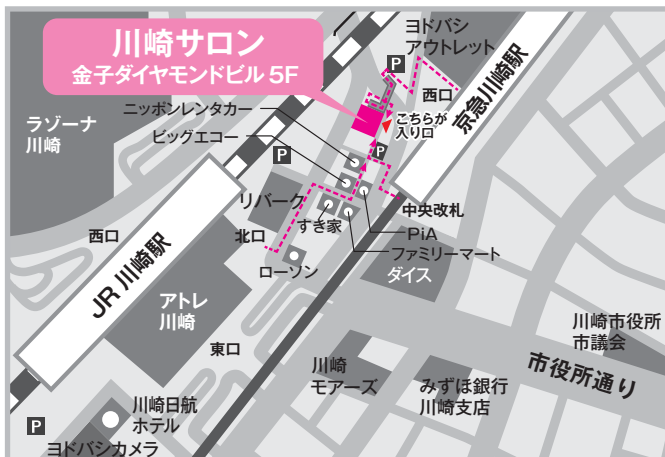 川崎サロン
金子ダイヤモンドビル 5F
ヨドバシ
アウトレット
P
西口
京急川崎駅
こちらが
入り口
ニッポンレンタカー
ビッグエコー
P
P
ラゾーナ
川崎
リバーク
すき家
中央改札
PiA
ファミリーマート
ダイス
西口
北口
ローソン
JR 川崎駅
アトレ
川崎
東口
川崎市役所
市議会
市役所通り
川崎
モアーズ
みずほ銀行
川崎支店
川崎日航
ホテル
P
ヨドバシカメラ